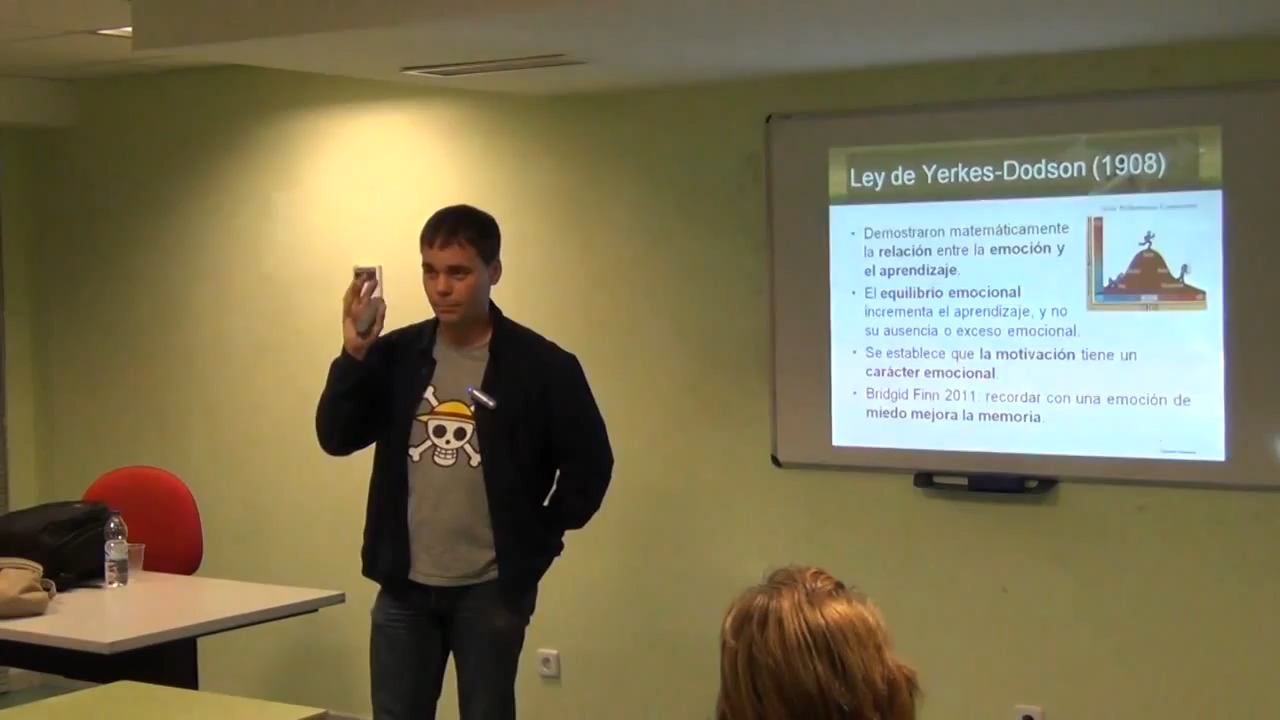 Ley de Yerkes-Dodson (1908)
• Demostraron matemáticamente
la relación entre la emoción y
el aprendizaje.
• El equilibrio emocional
incrementa el aprendizaje, y no
su ausencia o exceso emocional.
• Se establece que la motivación tiene un
carácter emocional.
• Bridgid Finn 2011: recordar con una emoción de
miedo mejora la memoria.